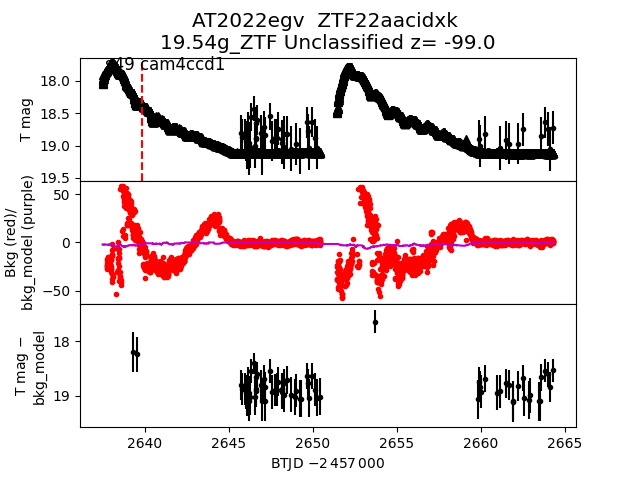 AT2022egv  ZTF22aacidxk
19.54g_ZTF Unclassified z= -99.0
s49 cam4ccd1
18.0
18.5
19.0
19.5
T mag
50
0
−50
Bkg (red)/
bkg_model (purple)
18
19
T mag −
bkg_model
2640 2645 2650 2655 2660 2665
BTJD −2 457 000